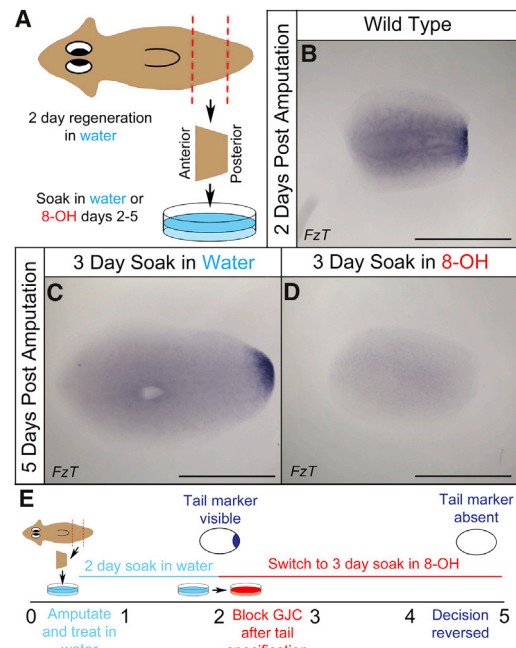 A
2 day regeneration
in water
Anterior
Posterior
Soak in water or
8-OH days 2-5
2 Days Post Amputation
Wild Type
B
FzT
5 Days Post Amputation
3 Day Soak in Water
C
FzT
3 Day Soak in 8-OH
D
FzT
E
Tail marker
visible
Tail marker
absent
2 day soak in water
Switch to 3 day soak in 8-OH
0 1 2 3 4 5
Amputate
and treat in
water
Block GJC
after tail
specification
Decision
reversed